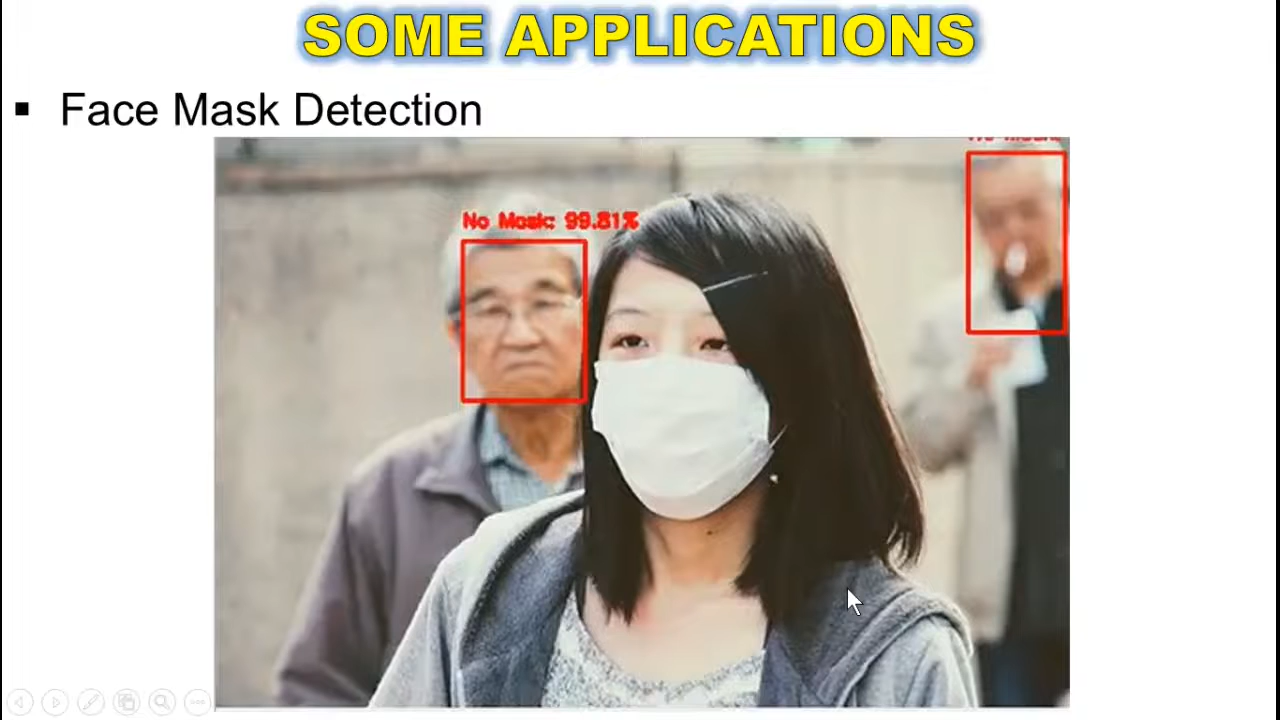 SOME APPLICATIONS
▪ Face Mask Detection
No Mask: 99.81%